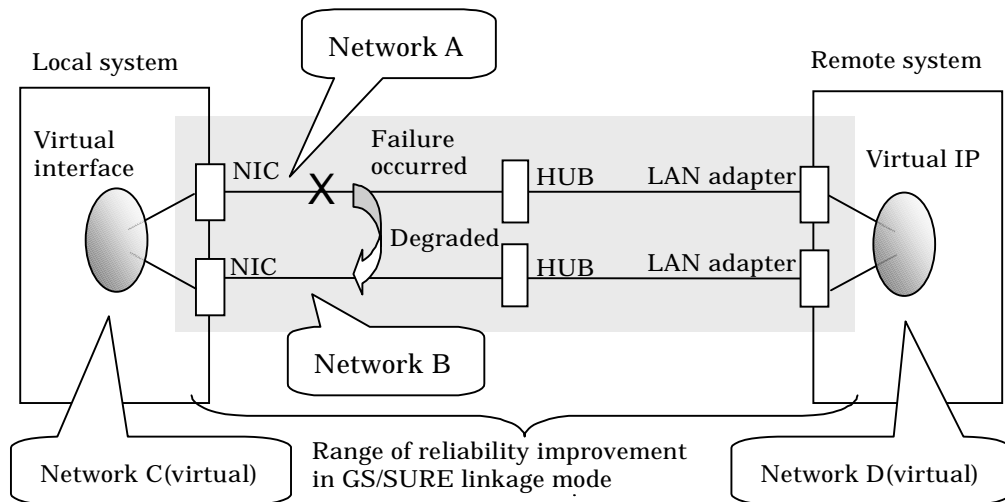 Network A
Local system
Remote system
Virtual
interface
Failure
occurred
Virtual IP
NIC
X
HUB
LAN adapter
Degraded
NIC
HUB
LAN adapter
Network B
Range of reliability improvement
in GS/SURE linkage mode
Network C(virtual)
Network D(virtual)